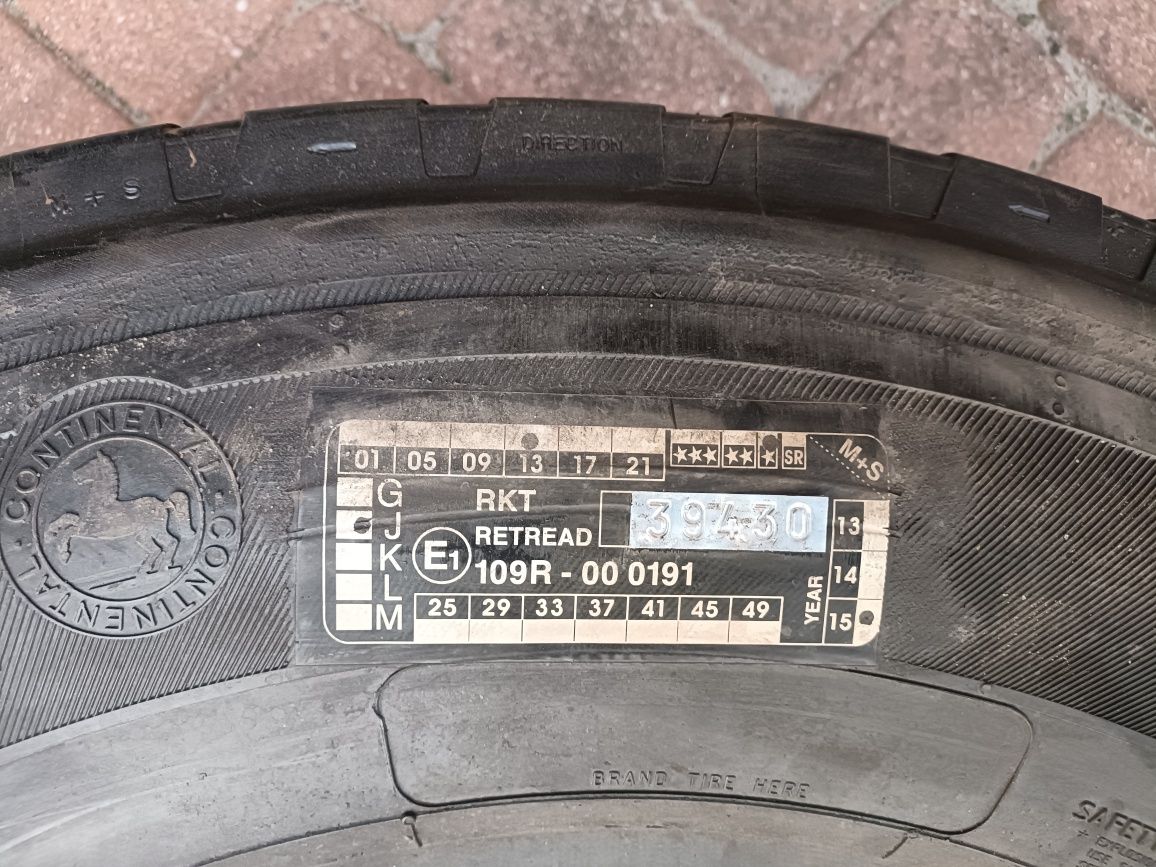 DIRECTION
M + S
CONTINENTAL - CONTINENTAL -
01 05 09 13 17 21 ★★★ ★★ ★ SR M+S
G RKT 39430 13
J RETREAD
K E1 109R - 00 0191 14
L
M 25 29 33 37 41 45 49 YEAR 15
BRAND TIRE HERE